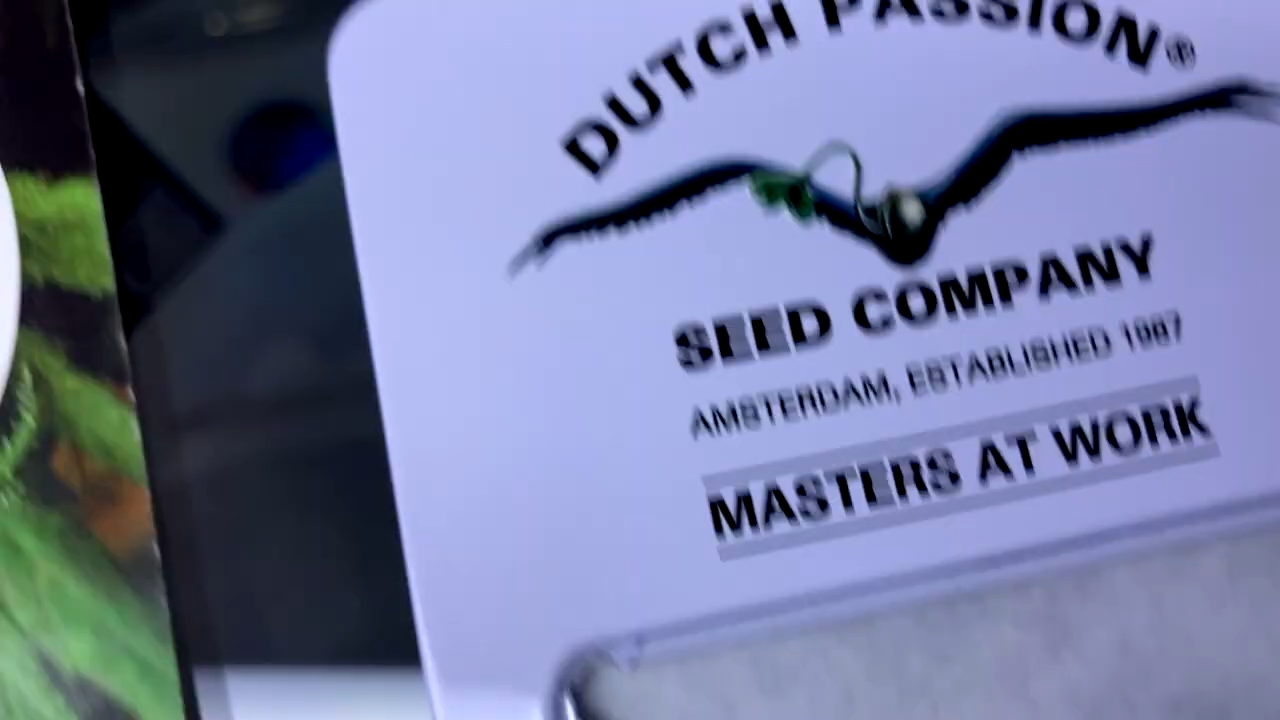 DUTCH PASSION®
SEED COMPANY
AMSTERDAM, ESTABLISHED 1987
MASTERS AT WORK